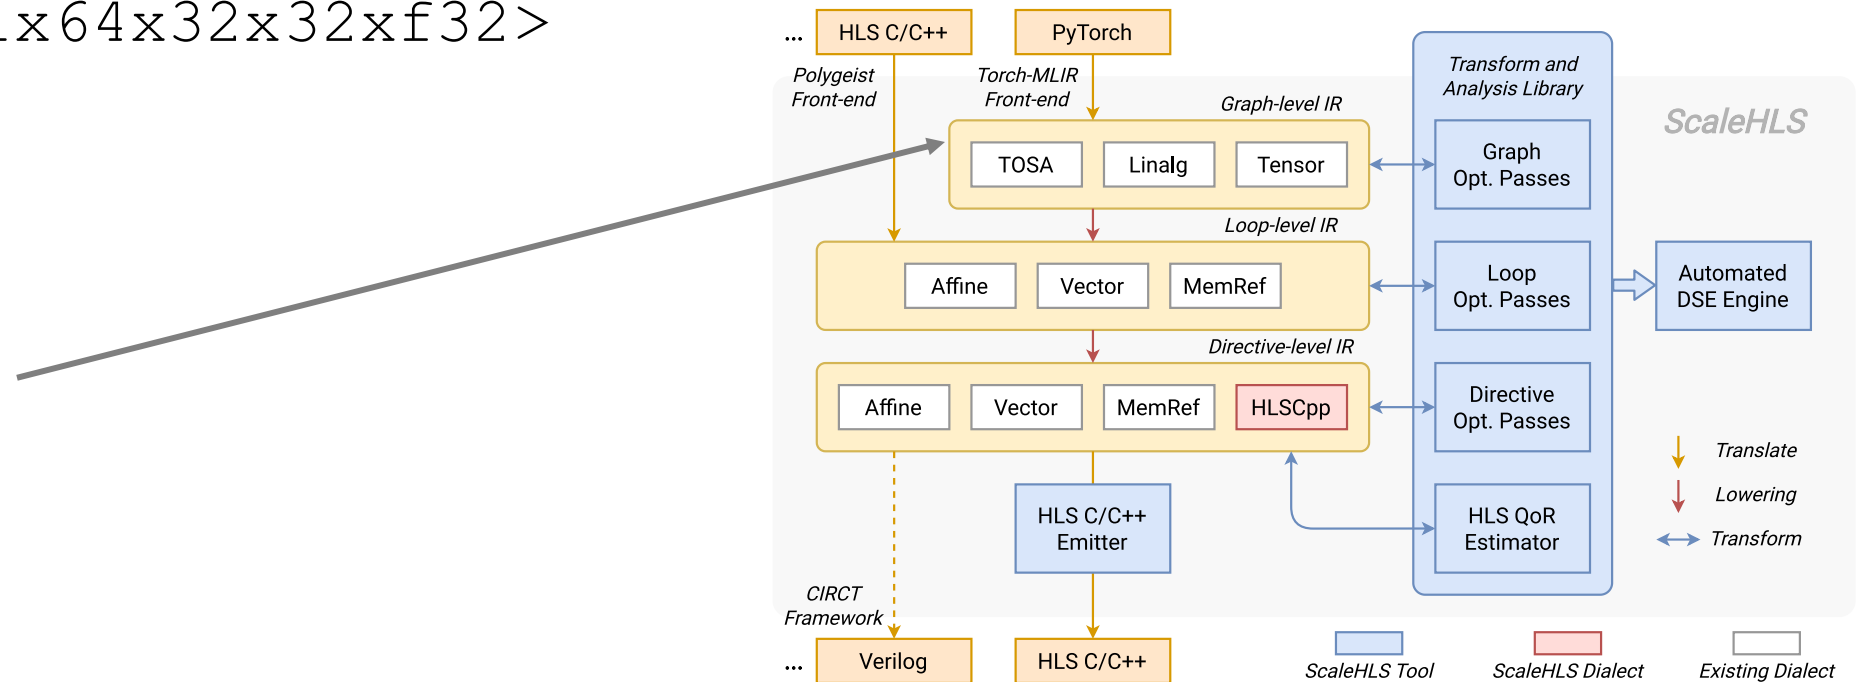 x64x32x32xf32>
... HLS C/C++
PyTorch
Polygeist
Front-end
Torch-MLIR
Front-end
Graph-level IR
Transform and
Analysis Library
ScaleHLS
TOSA
Linalg
Tensor
Graph
Opt. Passes
Loop-level IR
Affine
Vector
MemRef
Loop
Opt. Passes
Automated
DSE Engine
Directive-level IR
Affine
Vector
MemRef
HLSCpp
Directive
Opt. Passes
HLS C/C++
Emitter
HLS QoR
Estimator
Translate
Lowering
Transform
CIRCT
Framework
... Verilog
HLS C/C++
ScaleHLS Tool
ScaleHLS Dialect
Existing Dialect